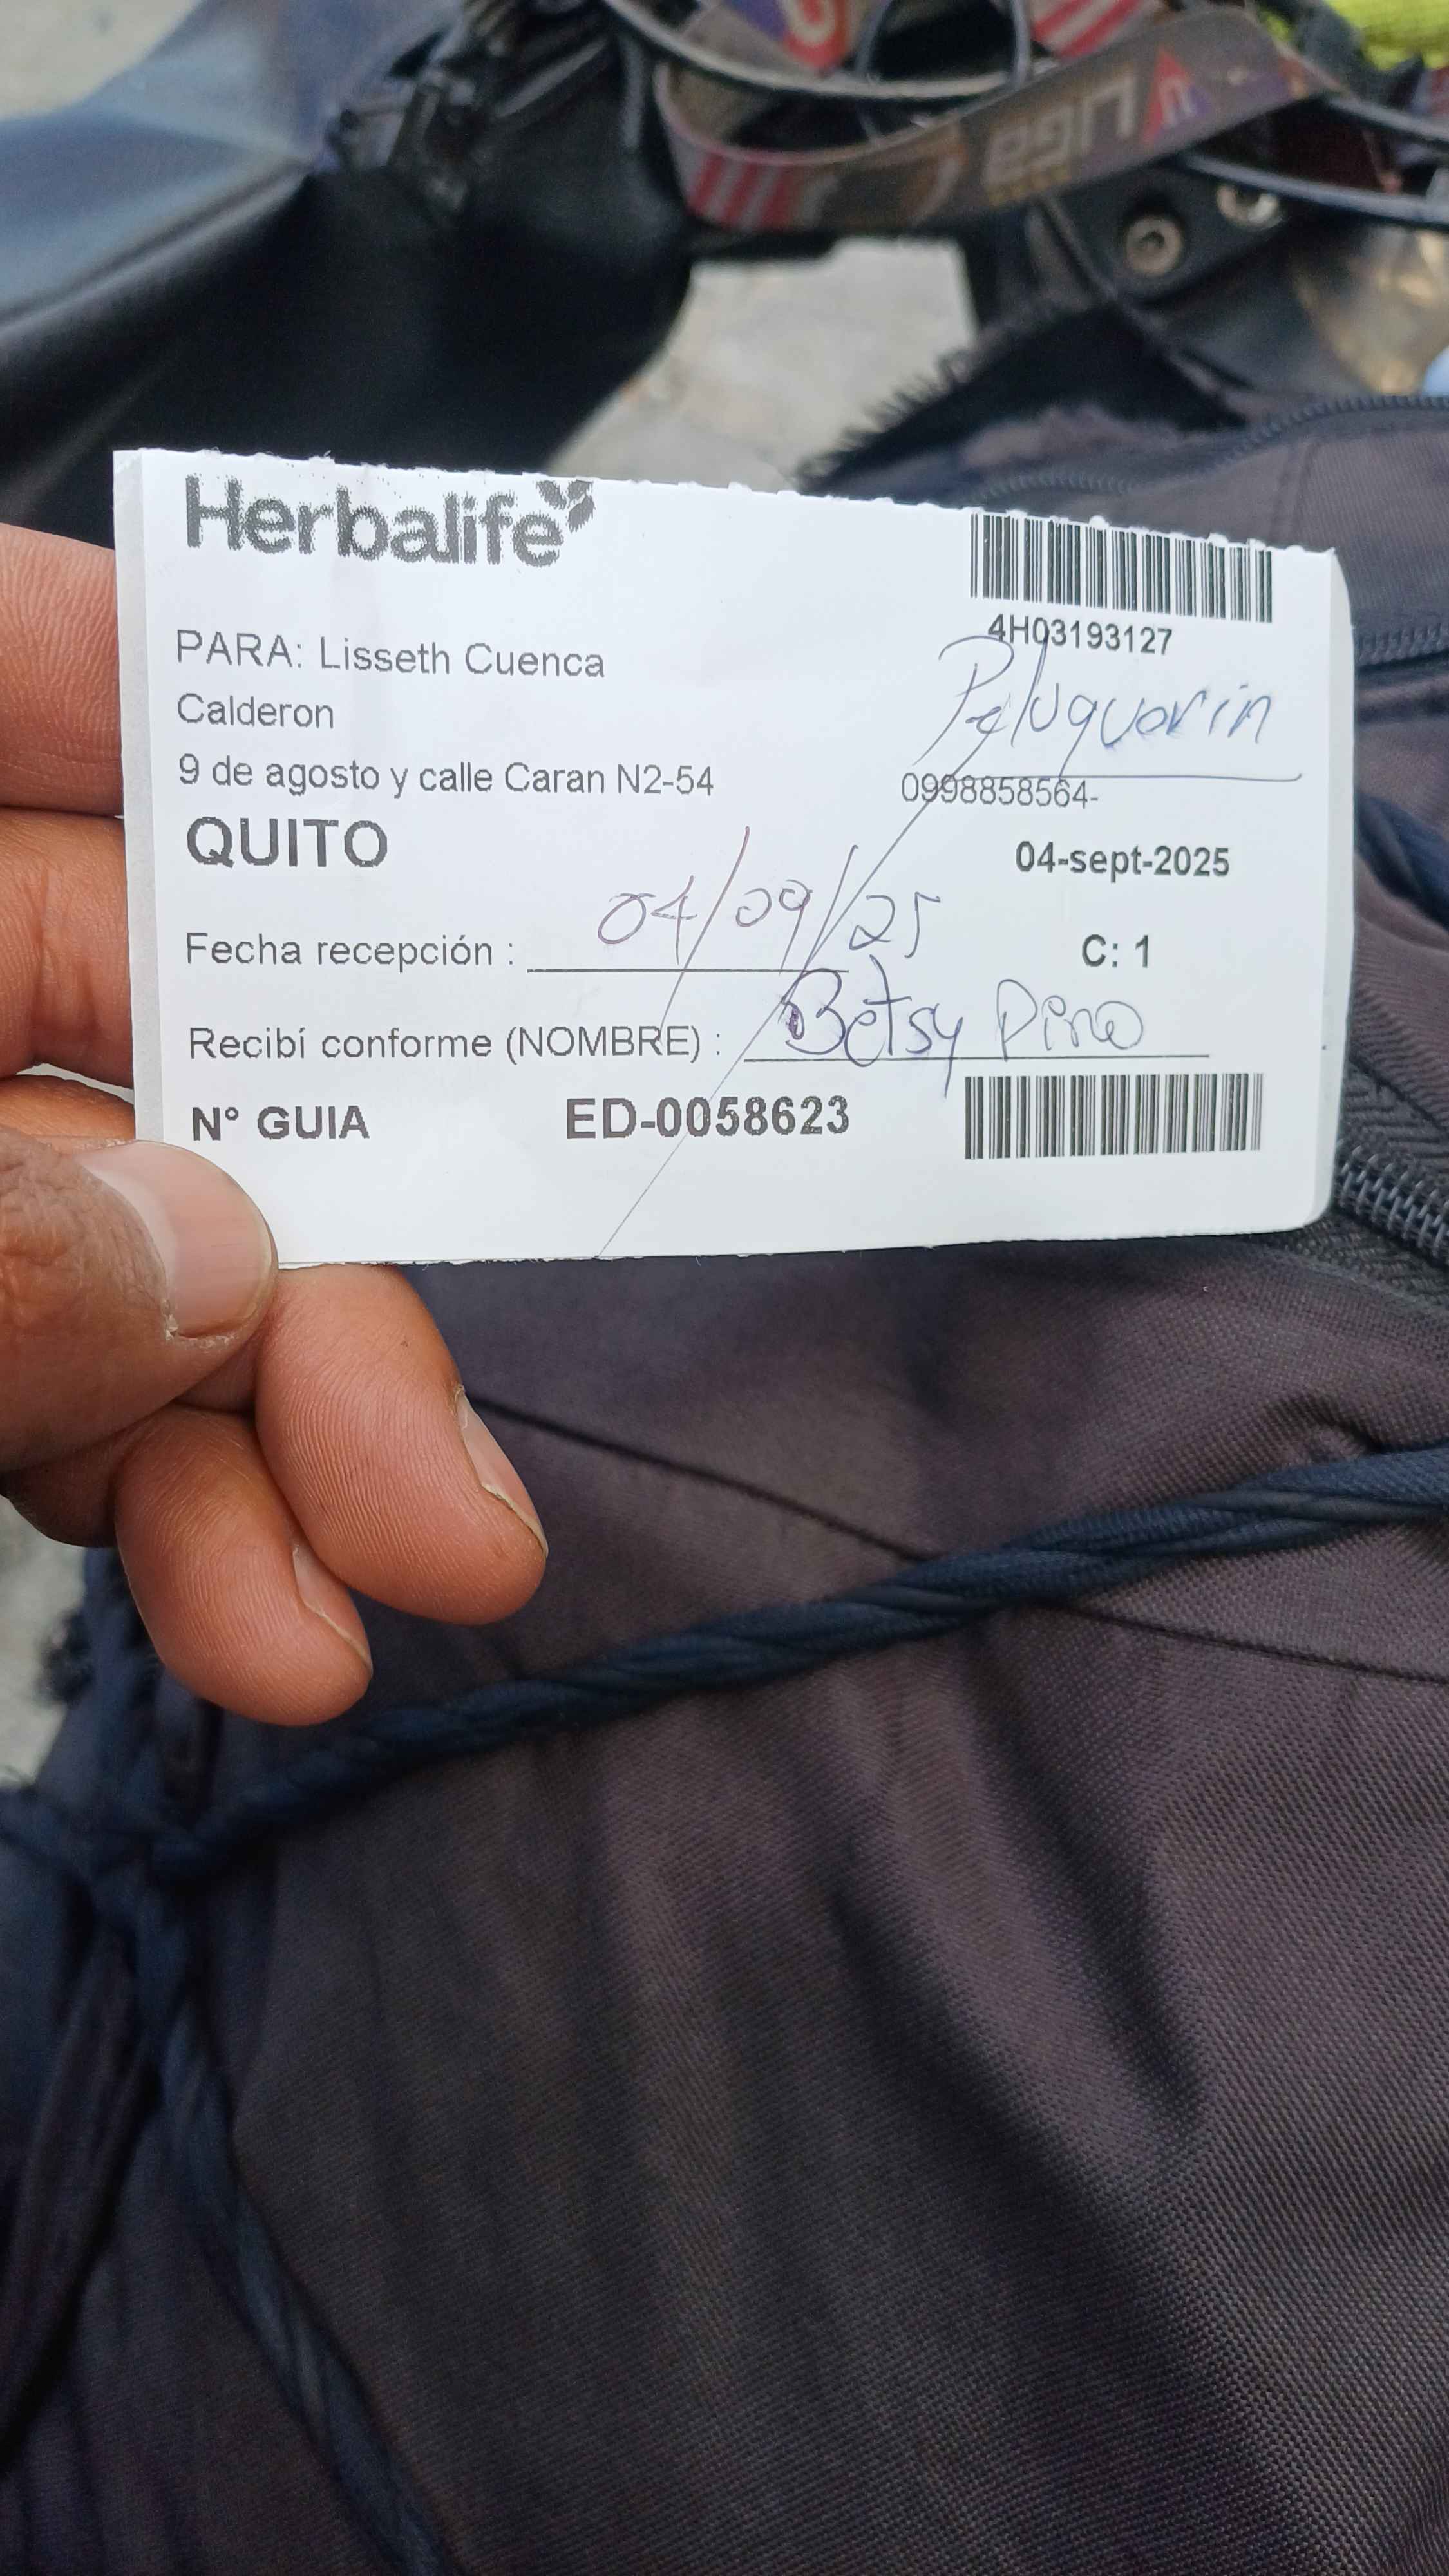 Liga
Herbalife
4H03193127
PARA: Lisseth Cuenca
Calderon
9 de agosto y calle Caran N2-54
0998858564-
QUITO
04-sept-2025
Fecha recepción : 04/09/25
C: 1
Recibí conforme (NOMBRE) : Betsy Pino
N° GUIA ED-0058623